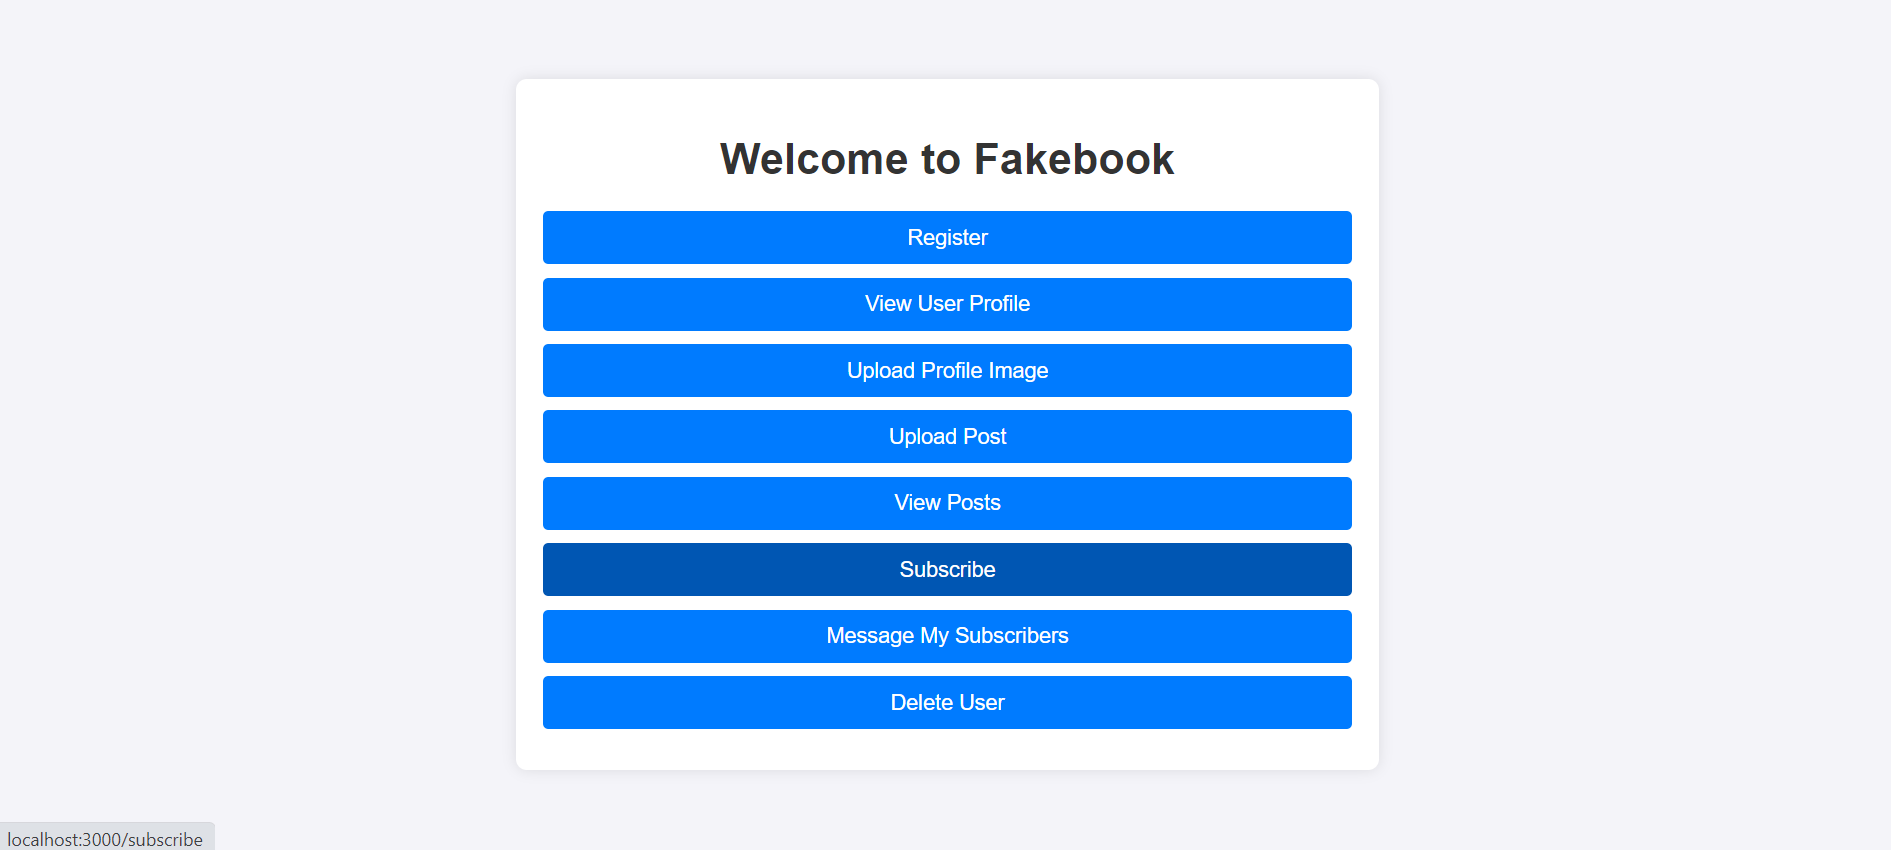 Welcome to Fakebook
Register
View User Profile
Upload Profile Image
Upload Post
View Posts
Subscribe
Message My Subscribers
Delete User
localhost:3000/subscribe